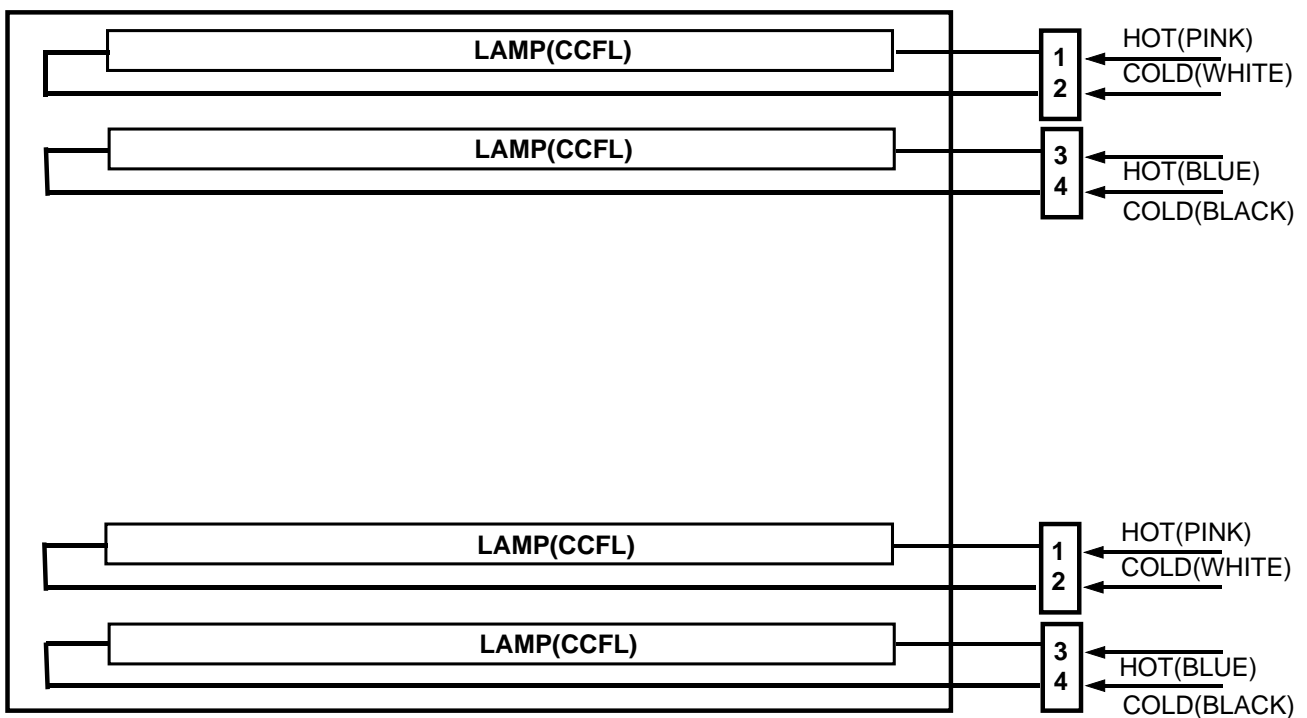 LAMP(CCFL)
1
HOT(PINK)
2
COLD(WHITE)
LAMP(CCFL)
3
HOT(BLUE)
4
COLD(BLACK)
LAMP(CCFL)
1
HOT(PINK)
2
COLD(WHITE)
LAMP(CCFL)
3
HOT(BLUE)
4
COLD(BLACK)